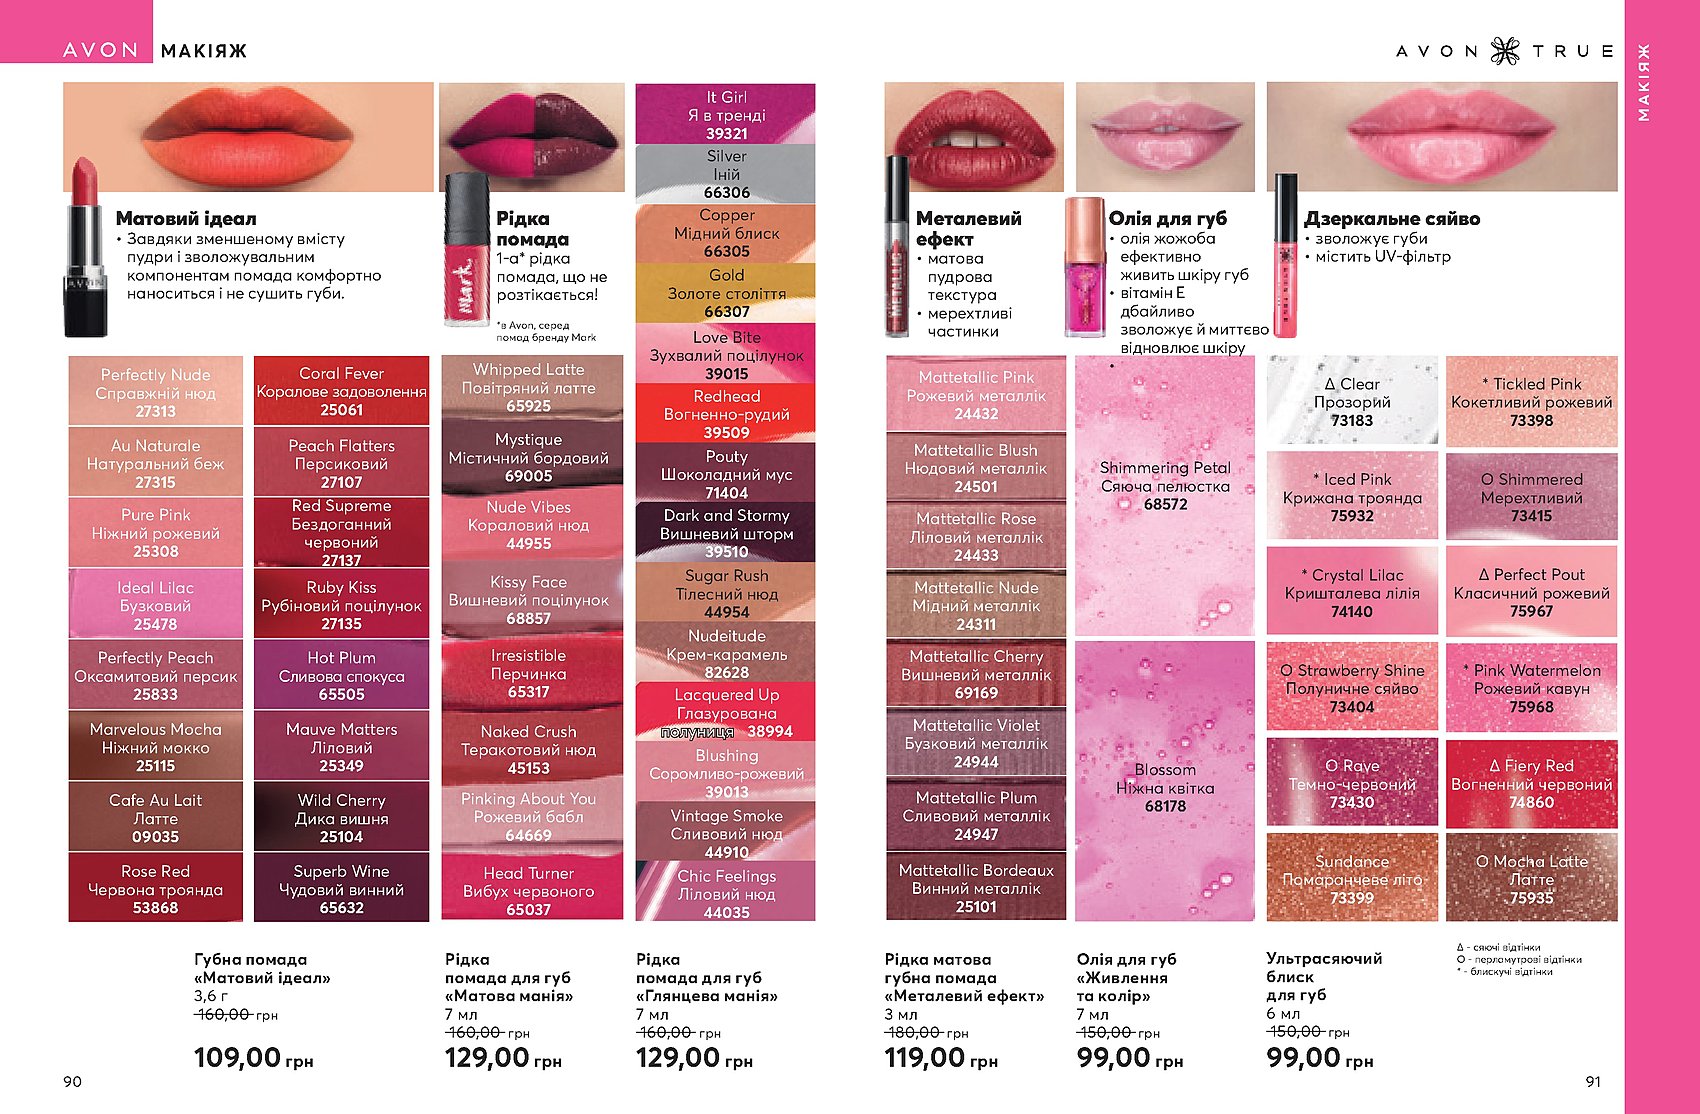 AVON МАКІЯЖ
Матовий ідеал
• Завдяки зменшеному вмісту
пудри і зволожувальним
компонентам помада комфортно
наноситься і не сушить губи.
AVON
Perfectly Nude
Справжній нюд
27313
Au Naturale
Натуральний беж
27315
Pure Pink
Ніжний рожевий
25308
Ideal Lilac
Бузковий
25478
Perfectly Peach
Оксамитовий персик
25833
Marvelous Mocha
Ніжний мокко
25115
Cafe Au Lait
Латте
09035
Rose Red
Червона троянда
53868
Coral Fever
Коралове задоволення
25061
Peach Flatters
Персиковий
27107
Red Supreme
Бездоганний
червоний
27137
Ruby Kiss
Рубіновий поцілунок
27135
Hot Plum
Сливова спокуса
65505
Mauve Matters
Ліловий
25349
Wild Cherry
Дика вишня
25104
Superb Wine
Чудовий винний
65632
Губна помада
«Матовий ідеал»
3,6 г
160,00 грн
109,00 грн
Рідка
помада
1-а* рідка
помада, що не
розтікається!
*в Avon, серед
помад бренду Mark
mark.
Whipped Latte
Повітряний латте
65925
Mystique
Містичний бордовий
69005
Nude Vibes
Кораловий нюд
44955
Kissy Face
Вишневий поцілунок
68857
Irresistible
Перчинка
65317
Naked Crush
Теракотовий нюд
45153
Pinking About You
Рожевий бабл
64669
Head Turner
Вибух червоного
65037
Рідка
помада для губ
«Матова манія»
7 мл
160,00 грн
129,00 грн
It Girl
Я в тренді
39321
Silver
Іній
66306
Copper
Мідний блиск
66305
Gold
Золоте століття
66307
Love Bite
Зухвалий поцілунок
39015
Redhead
Вогненно-рудий
39509
Pouty
Шоколадний мус
71404
Dark and Stormy
Вишневий шторм
39510
Sugar Rush
Тілесний нюд
44954
Nudeitude
Крем-карамель
82628
Lacquered Up
Глазурована
полуниця 38994
Blushing
Соромливо-рожевий
39013
Vintage Smoke
Сливовий нюд
44910
Chic Feelings
Ліловий нюд
44035
Рідка
помада для губ
«Глянцева манія»
7 мл
160,00 грн
129,00 грн
90
AVON TRUE
МАКІЯЖ
Металевий
ефект
• матова
пудрова
текстура
• мерехтливі
частинки
Mattetallic Pink
Рожевий металлік
24432
Mattetallic Blush
Нюдовий металлік
24501
Mattetallic Rose
Ліловий металлік
24433
Mattetallic Nude
Мідний металлік
24311
Mattetallic Cherry
Вишневий металлік
69169
Mattetallic Violet
Бузковий металлік
24944
Mattetallic Plum
Сливовий металлік
24947
Mattetallic Bordeaux
Винний металлік
25101
Рідка матова
губна помада
«Металевий ефект»
3 мл
180,00 грн
119,00 грн
Олія для губ
• олія жожоба
ефективно
живить шкіру губ
• вітамін Е
дбайливо
зволожує й миттєво
відновлює шкіру
•
Shimmering Petal
Сяюча пелюстка
68572
Blossom
Ніжна квітка
68178
Олія для губ
«Живлення
та колір»
7 мл
150,00 грн
99,00 грн
Дзеркальне сяйво
• зволожує губи
• містить UV-фільтр
Δ Clear
Прозорий
73183
* Iced Pink
Крижана троянда
75932
* Crystal Lilac
Кришталева лілія
74140
O Strawberry Shine
Полуничне сяйво
73404
O Rave
Темно-червоний
73430
Sundance
Помаранчеве літо
73399
* Tickled Pink
Кокетливий рожевий
73398
O Shimmered
Мерехтливий
73415
Δ Perfect Pout
Класичний рожевий
75967
* Pink Watermelon
Рожевий кавун
75968
Δ Fiery Red
Вогненний червоний
74860
O Mocha Latte
Латте
75935
Ультрасяючий
блиск
для губ
6 мл
150,00 грн
99,00 грн
Δ - сяючі відтінки
O - перламутрові відтінки
* - блискучі відтінки
91